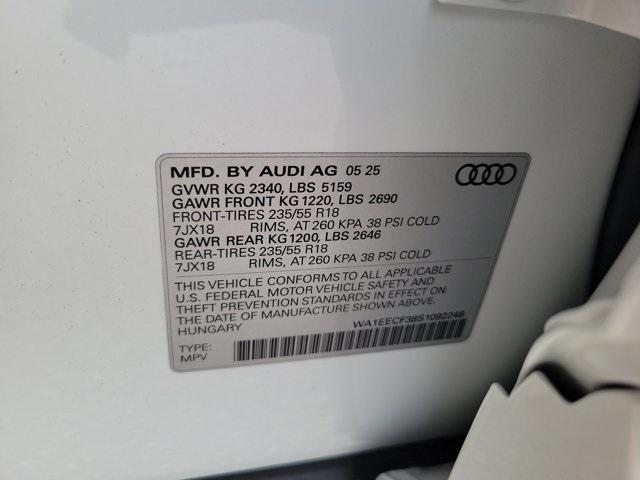 MFD. BY AUDI AG 05 25
GVWR KG 2340, LBS 5159
GAWR FRONT KG 1220, LBS 2690
FRONT-TIRES 235/55 R18
7JX18 RIMS, AT 260 KPA 38 PSI COLD
GAWR REAR KG 1200, LBS 2646
REAR-TIRES 235/55 R18
7JX18 RIMS, AT 260 KPA 38 PSI COLD
THIS VEHICLE CONFORMS TO ALL APPLICABLE
U.S. FEDERAL MOTOR VEHICLE SAFETY AND
THEFT PREVENTION STANDARDS IN EFFECT ON
THE DATE OF MANUFACTURE SHOWN ABOVE.
HUNGARY
WA1EECF38S1092248
TYPE:
MPV